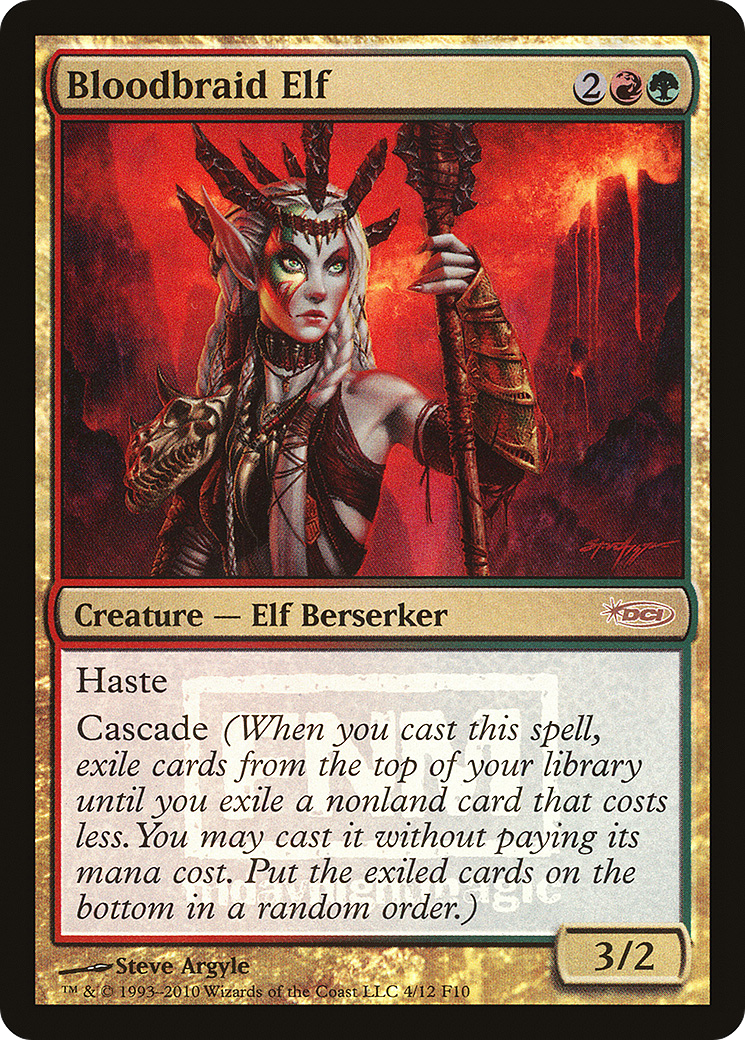 Bloodbraid Elf 2
Creature — Elf Berserker DCI
Haste
Cascade (When you cast this spell,
exile cards from the top of your library
until you exile a nonland card that costs
less. You may cast it without paying its
mana cost. Put the exiled cards on the
bottom in a random order.)
FNM
3/2
Steve Argyle
™ & © 1993–2010 Wizards of the Coast LLC 4/12 F10